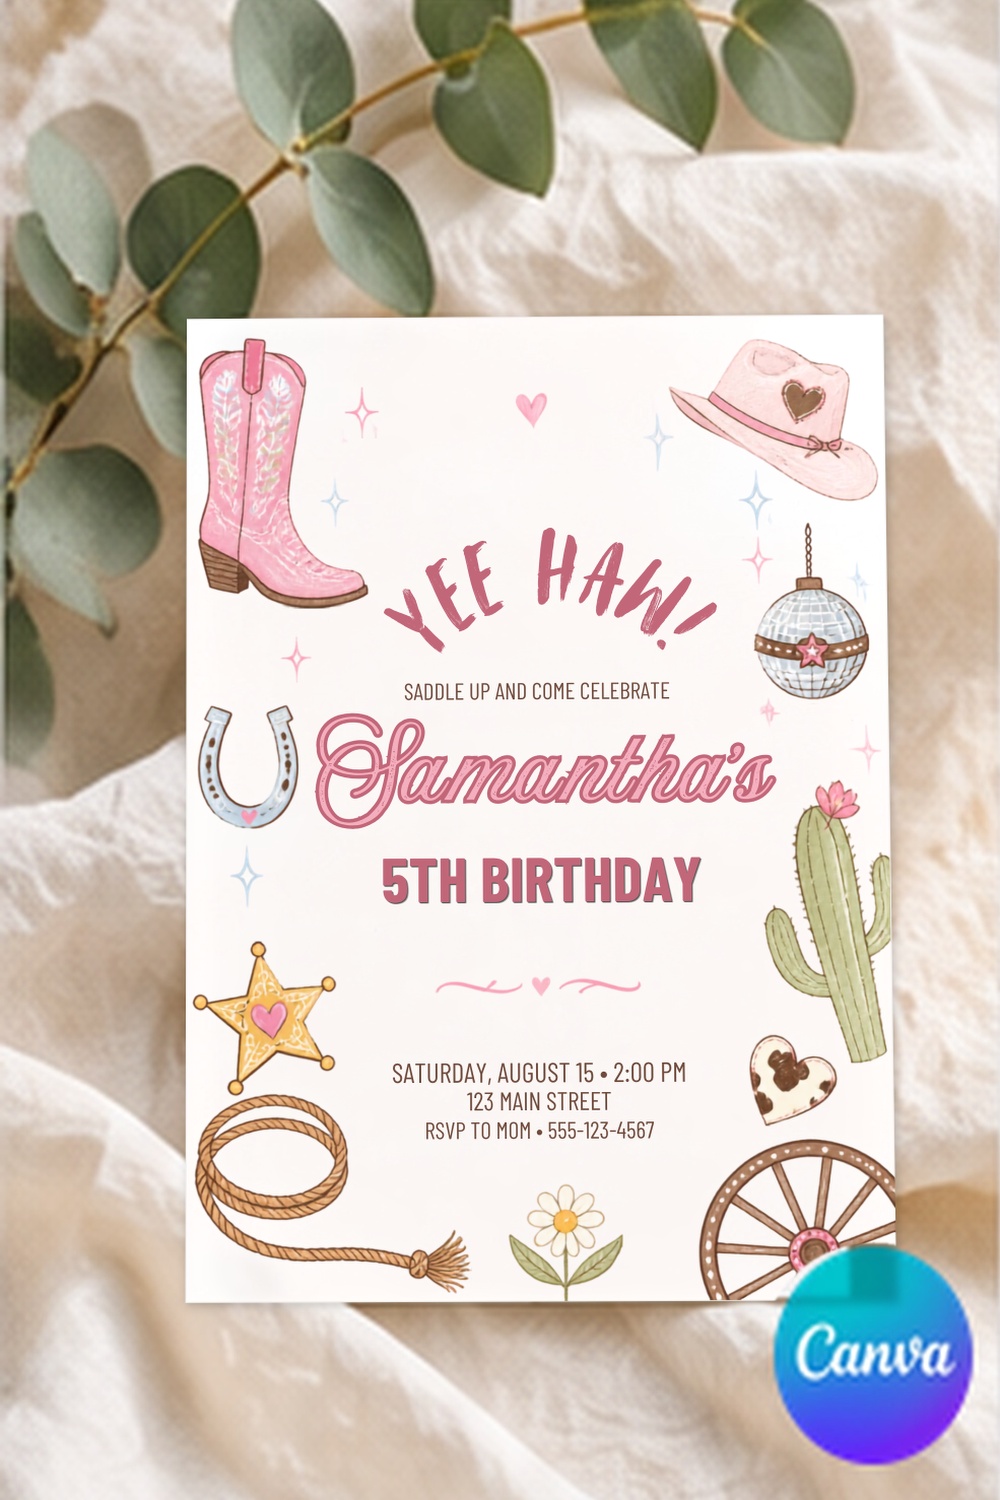 YEE HAW!
SADDLE UP AND COME CELEBRATE
Samantha's
5TH BIRTHDAY
SATURDAY, AUGUST 15 • 2:00 PM
123 MAIN STREET
RSVP TO MOM • 555-123-4567
Canva